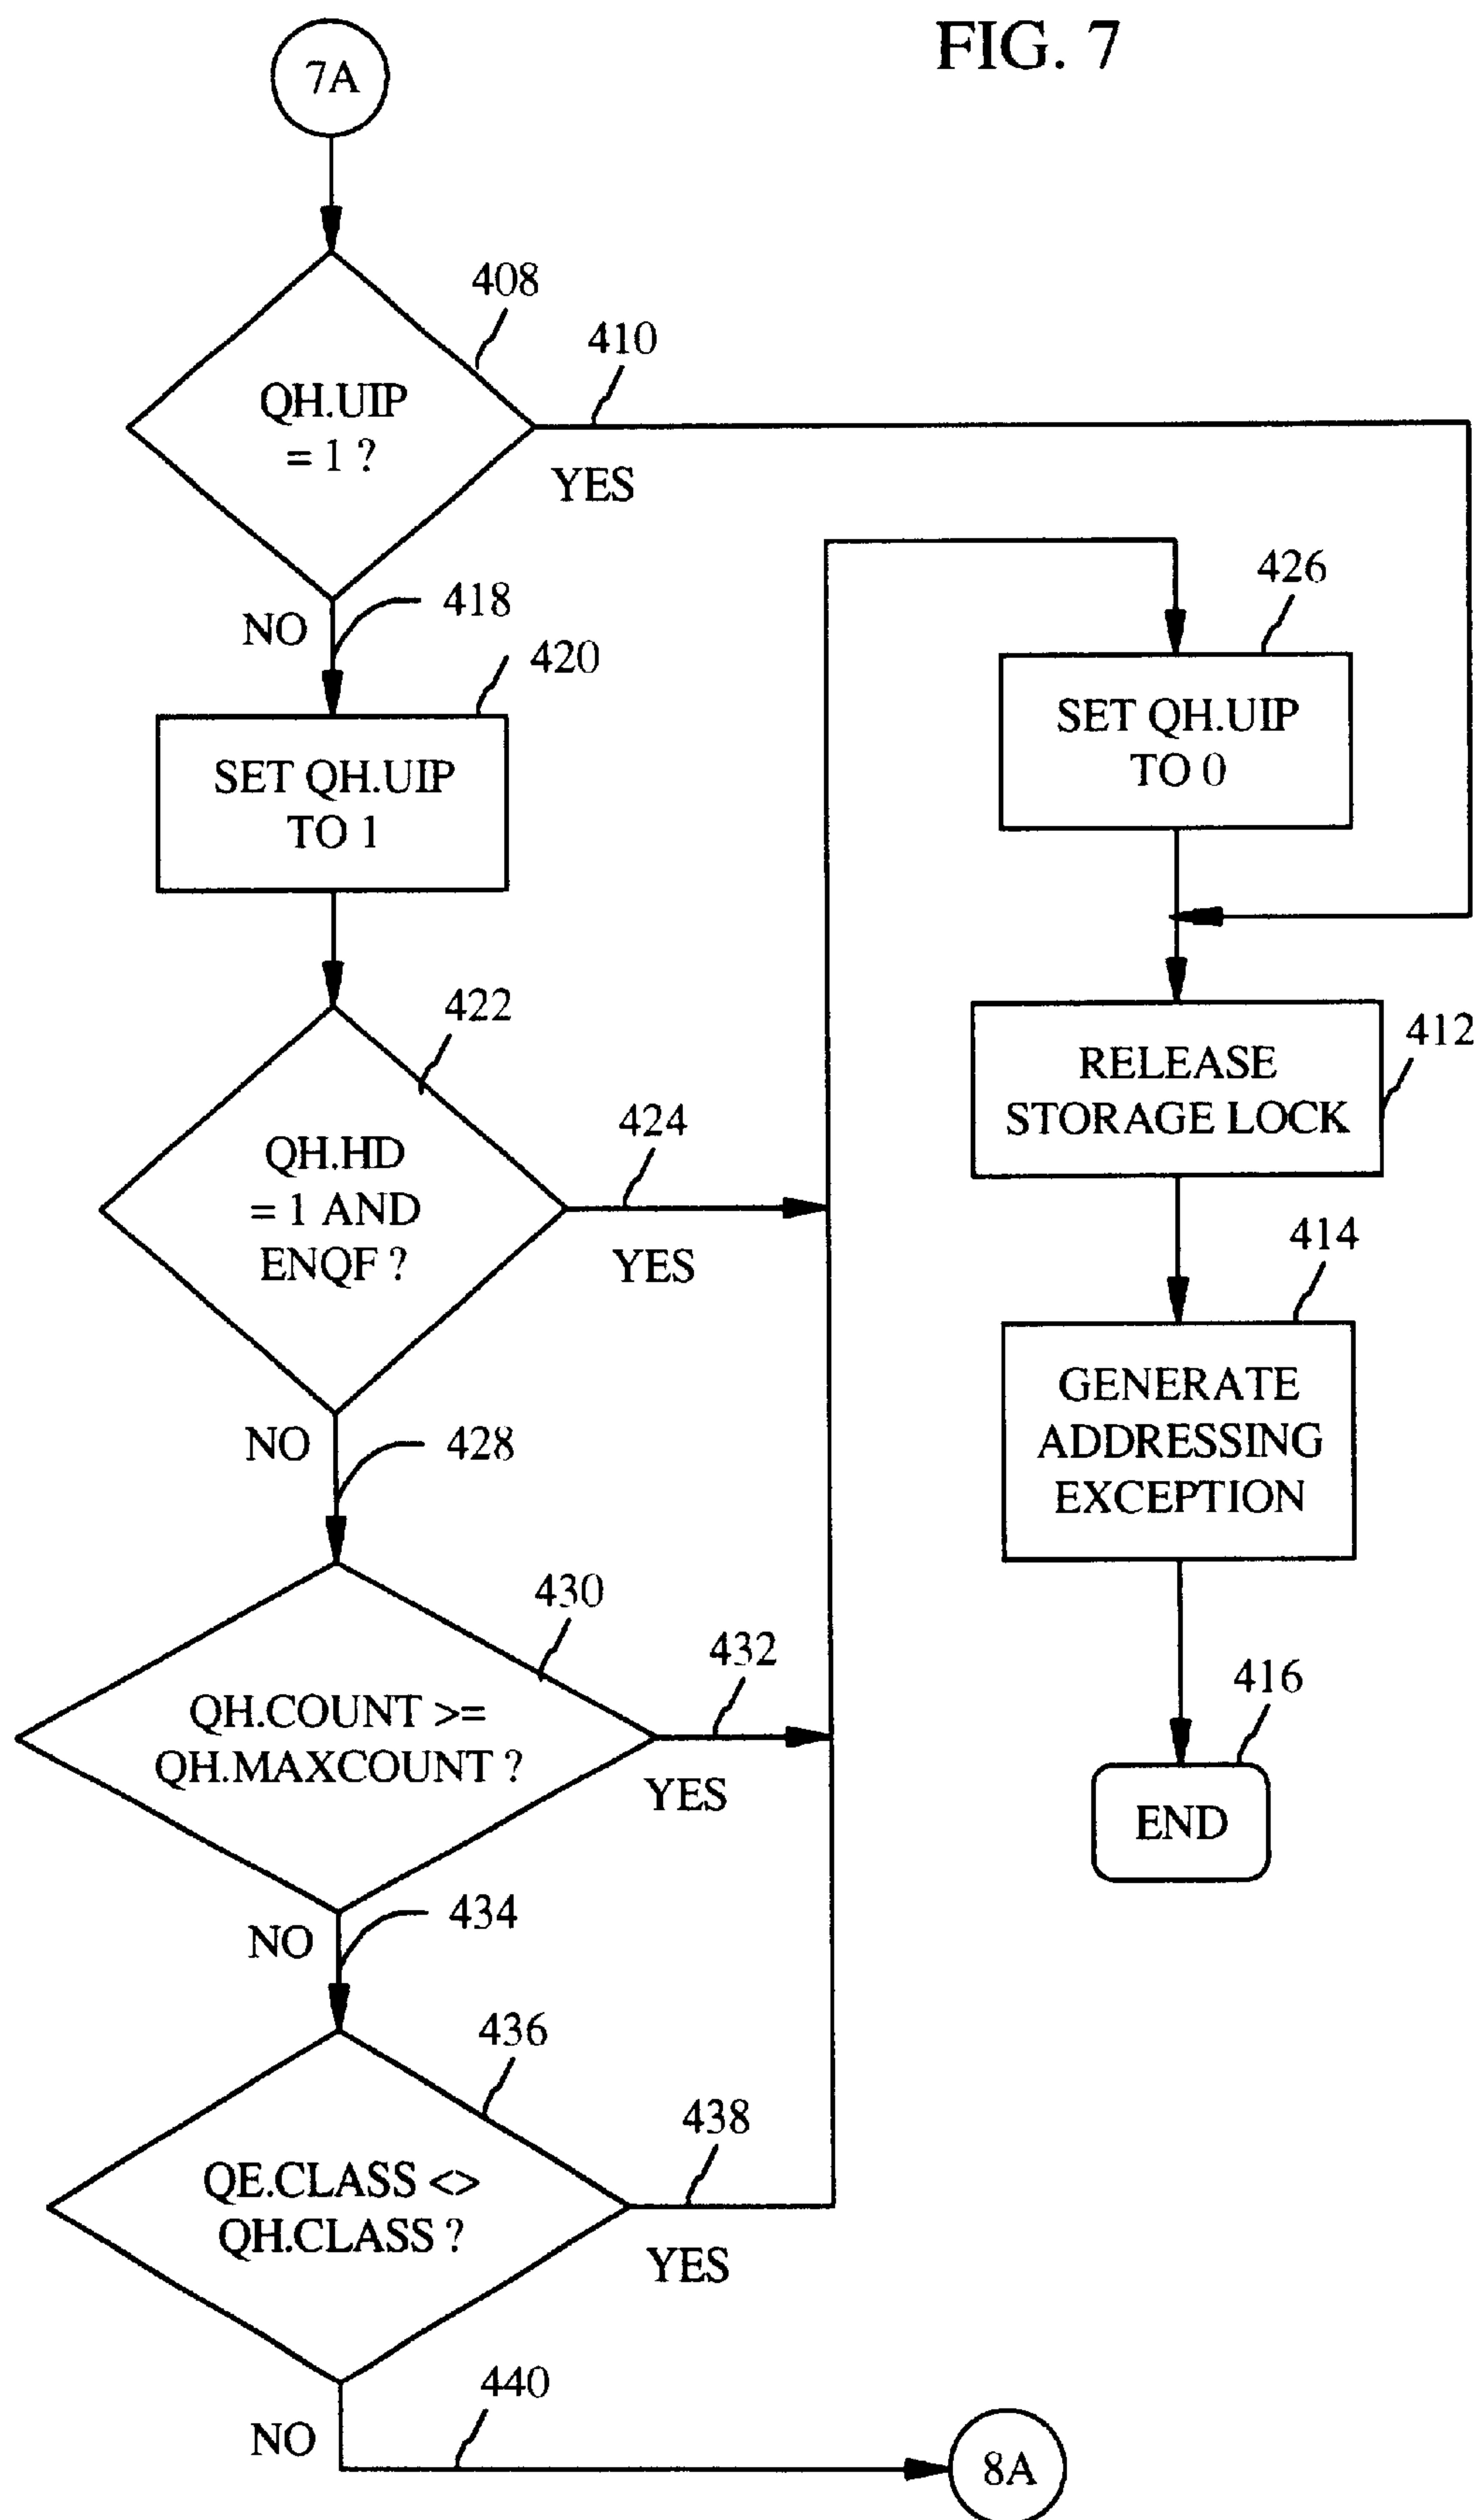 FIG. 7
7A
408
410
QH.UIP
= 1 ?
YES
NO
418
420
SET QH.UIP
TO 1
426
SET QH.UIP
TO 0
422
424
QH.HD
= 1 AND
ENQF ?
YES
412
RELEASE
STORAGE LOCK
414
GENERATE
ADDRESSING
EXCEPTION
NO
428
430
432
QH.COUNT >=
QH.MAXCOUNT ?
YES
416
END
NO
434
436
438
QE.CLASS <>
QH.CLASS ?
YES
NO
440
8A